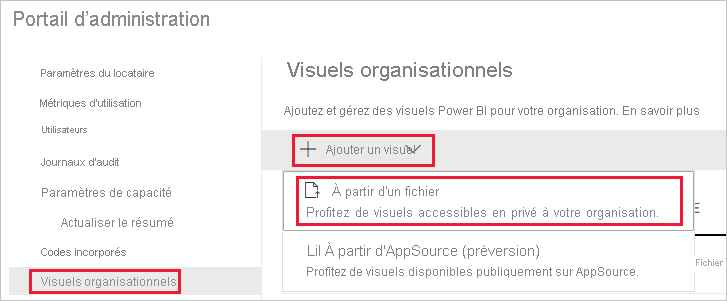 Portail d'administration
Paramètres du locataire
Métriques d'utilisation
Utilisateurs
Journaux d'audit
Paramètres de capacité
Actualiser le résumé
Codes incorporés
Visuels organisationnels
Visuels organisationnels
Ajoutez et gérez des visuels Power BI pour votre organisation. En savoir plus
Ajouter un visuel
À partir d'un fichier
Profitez de visuels accessibles en privé à votre organisation.
Lil À partir d'AppSource (préversion)
Profitez de visuels disponibles publiquement sur AppSource.
E
Fichier